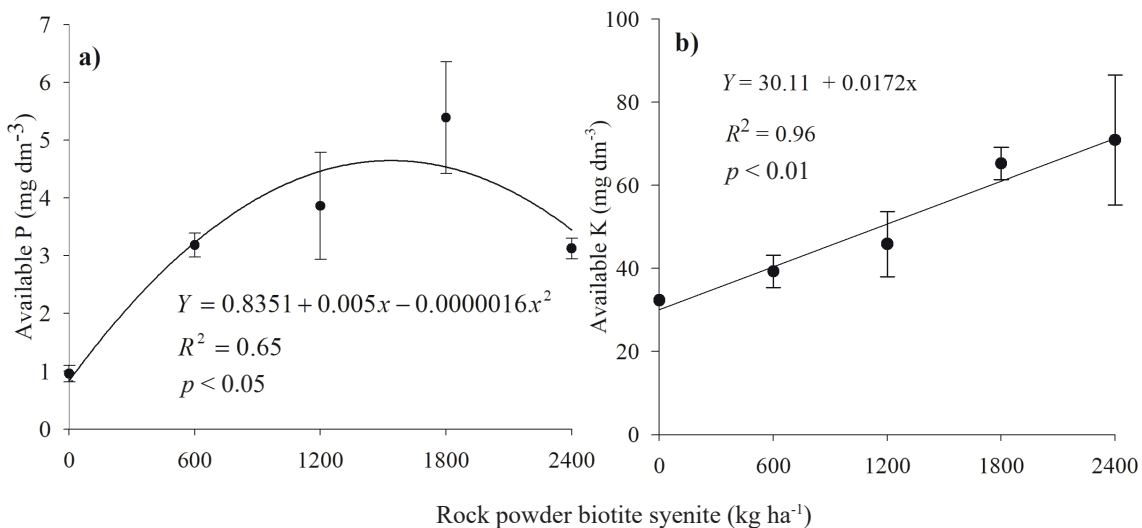 a)
Available P (mg dm⁻³)
7
6
5
4
3
2
1
0
Y = 0.8351 + 0.005x − 0.0000016x²
R² = 0.65
p < 0.05
0 600 1200 1800 2400
b)
Available K (mg dm⁻³)
100
80
60
40
20
0
Y = 30.11 + 0.0172x
R² = 0.96
p < 0.01
0 600 1200 1800 2400
Rock powder biotite syenite (kg ha⁻¹)